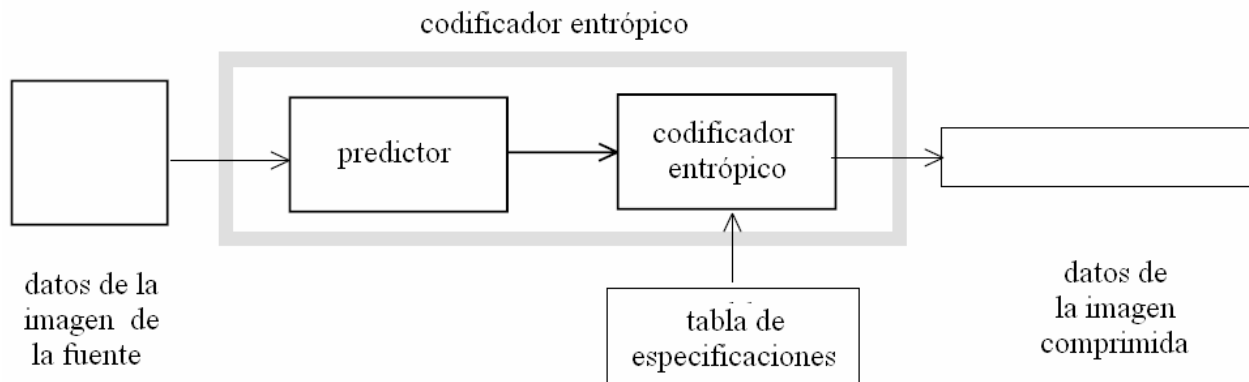 codificador entrópico
predictor
codificador
entrópico
datos de la
imagen de
la fuente
tabla de
especificaciones
datos de
la imagen
comprimida